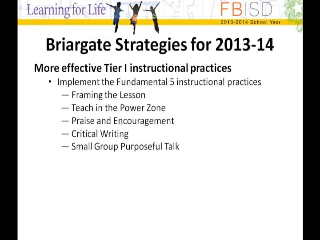 Learning for Life
FBISD
2013-2014 School Year
Briargate Strategies for 2013-14
More effective Tier I instructional practices
• Implement the Fundamental 5 instructional practices
— Framing the Lesson
— Teach in the Power Zone
— Praise and Encouragement
— Critical Writing
— Small Group Purposeful Talk